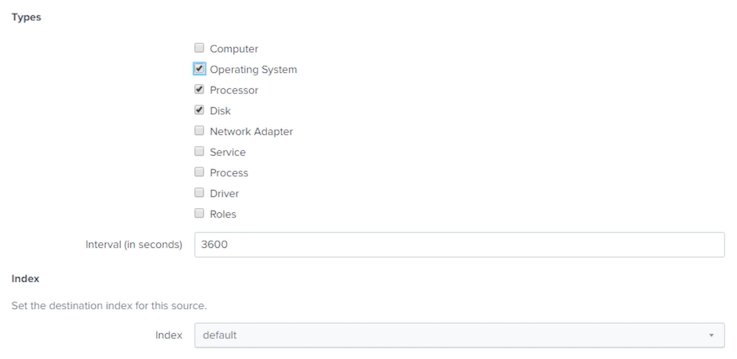 Types
Computer
Operating System
Processor
Disk
Network Adapter
Service
Process
Driver
Roles
Interval (in seconds) 3600
Index
Set the destination index for this source.
Index default